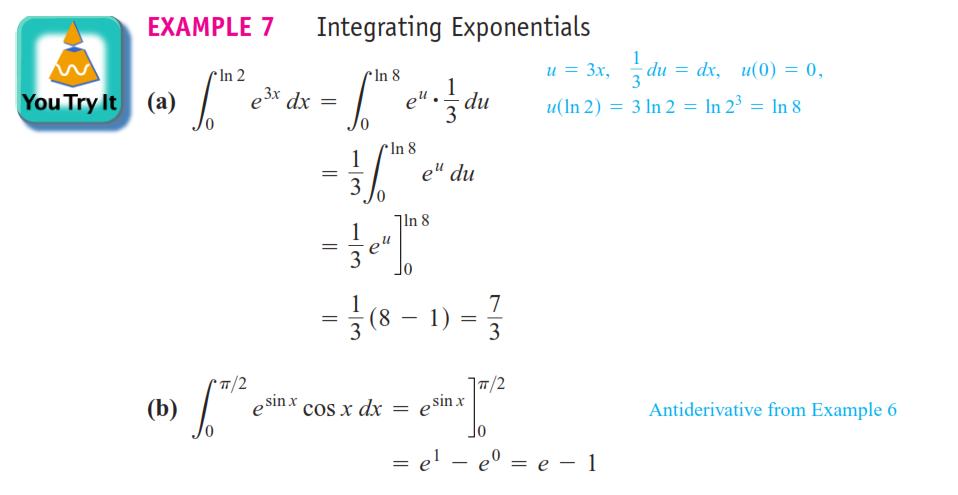 EXAMPLE 7 Integrating Exponentials
You Try It
(a) ∫₀^{ln 2} e^{3x} dx = ∫₀^{ln 8} e^u · 1/3 du
u = 3x, 1/3 du = dx, u(0) = 0,
u(ln 2) = 3 ln 2 = ln 2³ = ln 8
= 1/3 ∫₀^{ln 8} e^u du
= 1/3 e^u ]₀^{ln 8}
= 1/3 (8 − 1) = 7/3
(b) ∫₀^{π/2} e^{sin x} cos x dx = e^{sin x} ]₀^{π/2} Antiderivative from Example 6
= e¹ − e⁰ = e − 1